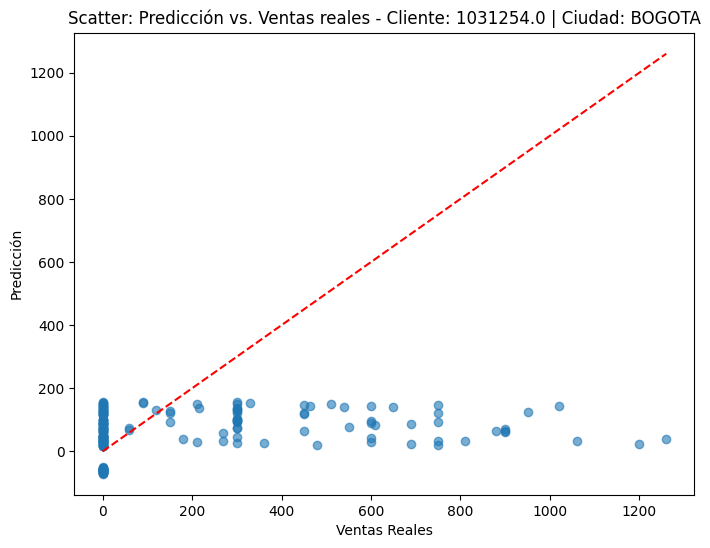 Scatter: Predicción vs. Ventas reales - Cliente: 1031254.0 | Ciudad: BOGOTA
1200
1000
800
600
400
200
0
Predicción
0 200 400 600 800 1000 1200
Ventas Reales